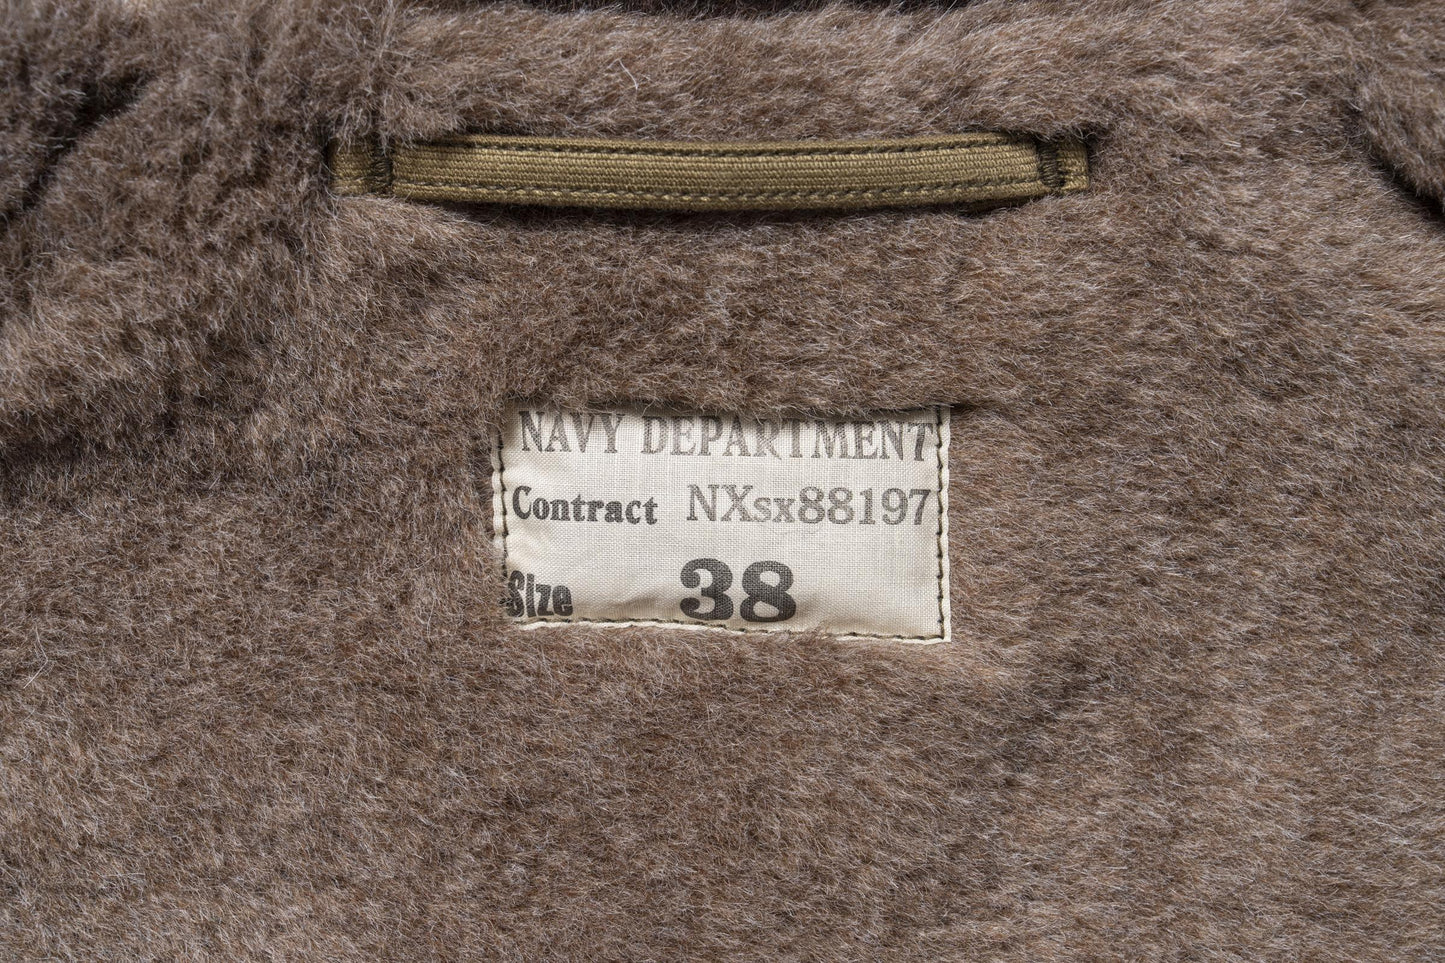 NAVY DEPARTMENT
Contract NXsx88197
Size 38